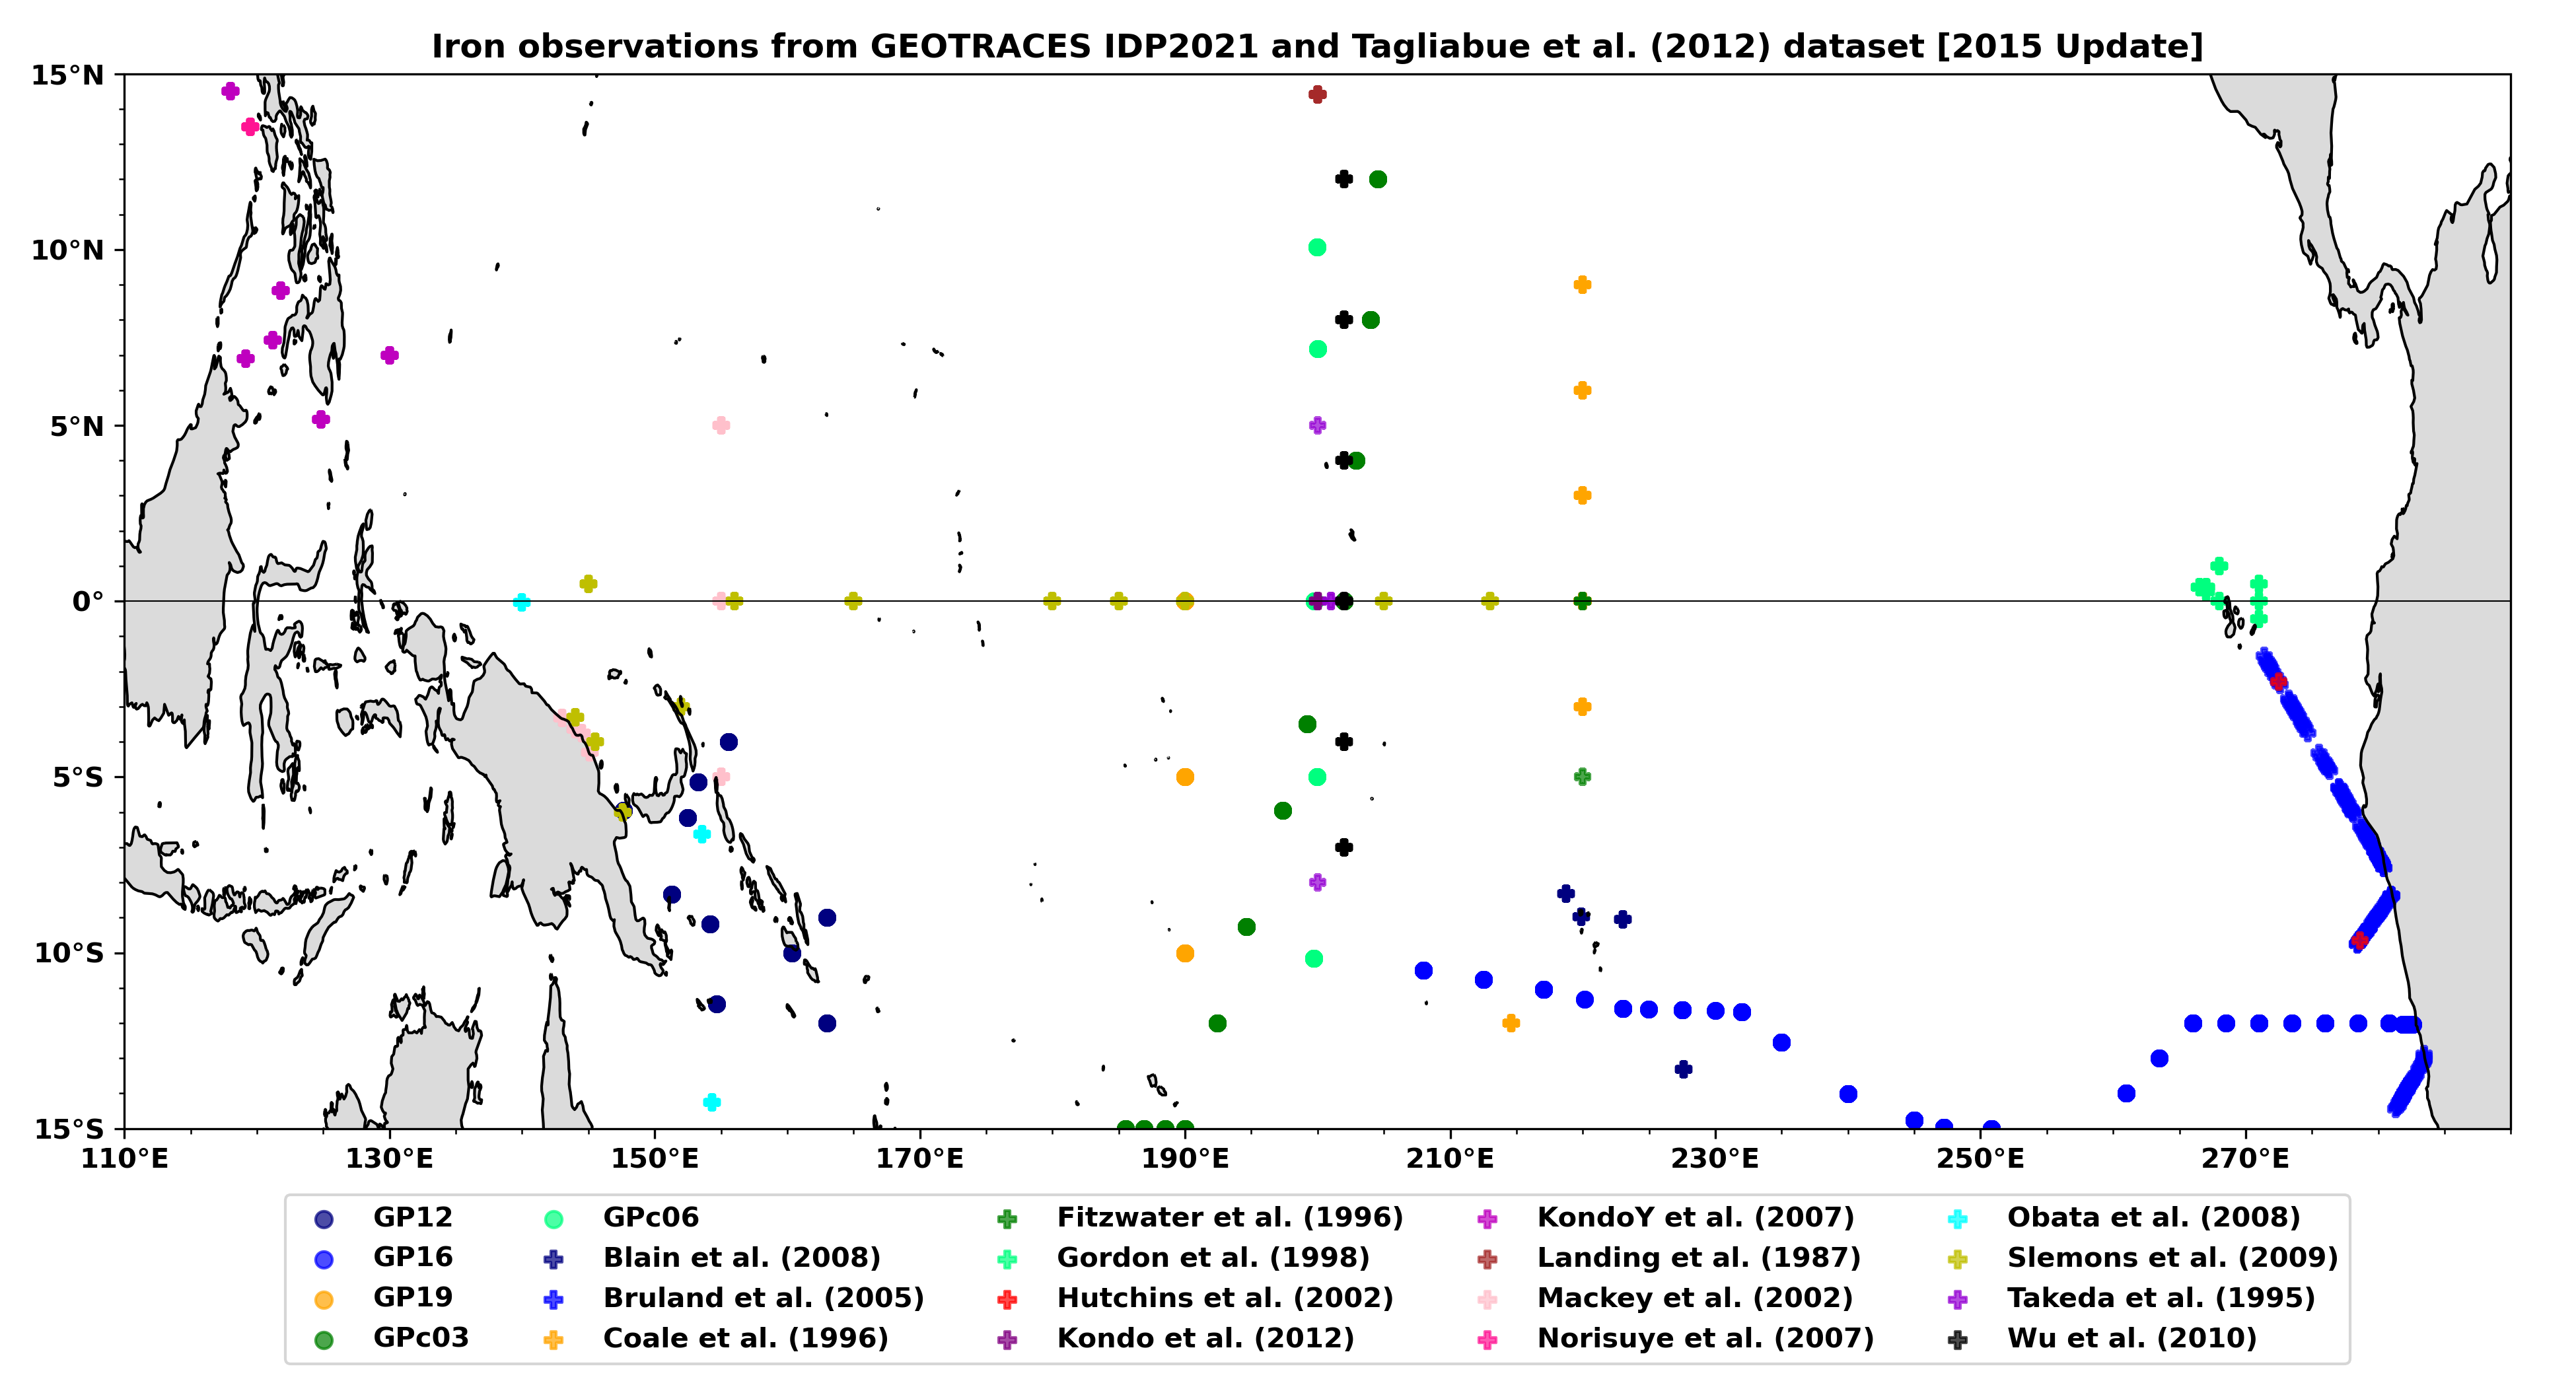 Iron observations from GEOTRACES IDP2021 and Tagliabue et al. (2012) dataset [2015 Update]
15°N
10°N
5°N
0°
5°S
10°S
15°S
110°E 130°E 150°E 170°E 190°E 210°E 230°E 250°E 270°E
GP12 GPc06 Fitzwater et al. (1996) KondoY et al. (2007) Obata et al. (2008)
GP16 Blain et al. (2008) Gordon et al. (1998) Landing et al. (1987) Slemons et al. (2009)
GP19 Bruland et al. (2005) Hutchins et al. (2002) Mackey et al. (2002) Takeda et al. (1995)
GPc03 Coale et al. (1996) Kondo et al. (2012) Norisuye et al. (2007) Wu et al. (2010)